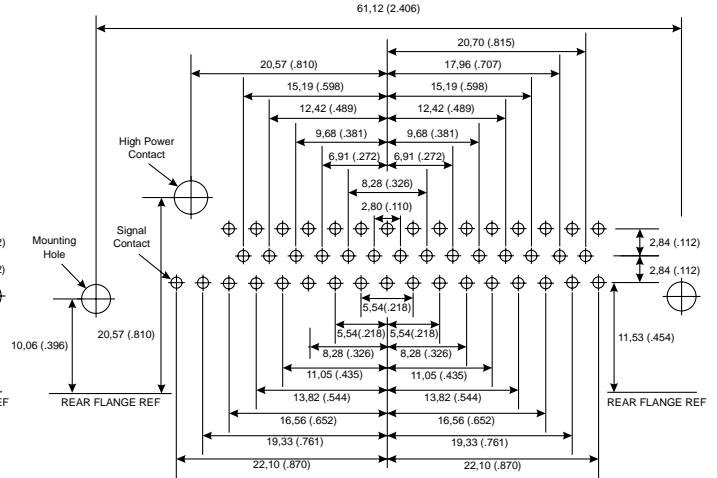 61,12 (2.406)
20,70 (.815)
20,57 (.810) 17,96 (.707)
15,19 (.598) 15,19 (.598)
12,42 (.489) 12,42 (.489)
9,68 (.381) 9,68 (.381)
High Power
Contact
6,91 (.272) 6,91 (.272)
8,28 (.326)
2,80 (.110)
Mounting
Hole
Signal
Contact
2,84 (.112)
2,84 (.112)
5,54(.218)
5,54(.218) 5,54(.218)
10,06 (.396)
20,57 (.810)
11,53 (.454)
8,28 (.326) 8,28 (.326)
11,05 (.435) 11,05 (.435)
13,82 (.544) 13,82 (.544)
REAR FLANGE REF REAR FLANGE REF
16,56 (.652) 16,56 (.652)
19,33 (.761) 19,33 (.761)
22,10 (.870) 22,10 (.870)